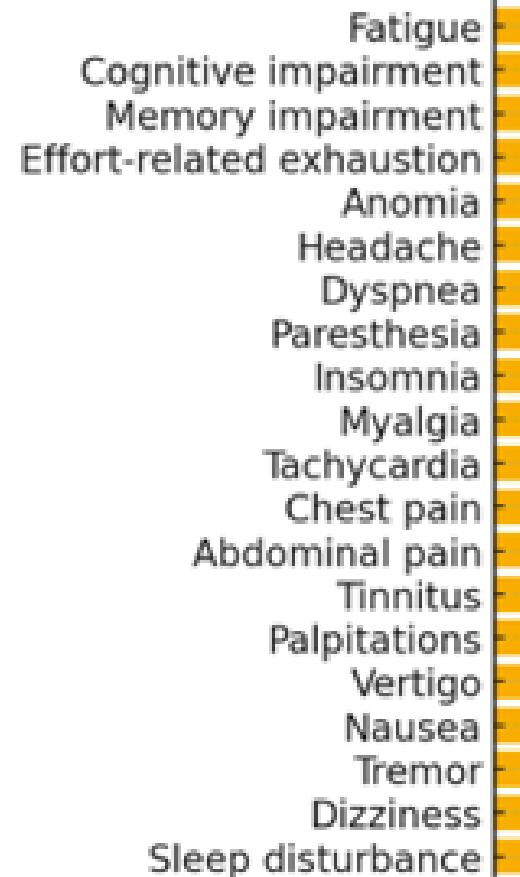 Fatigue
Cognitive impairment
Memory impairment
Effort-related exhaustion
Anomia
Headache
Dyspnea
Paresthesia
Insomnia
Myalgia
Tachycardia
Chest pain
Abdominal pain
Tinnitus
Palpitations
Vertigo
Nausea
Tremor
Dizziness
Sleep disturbance